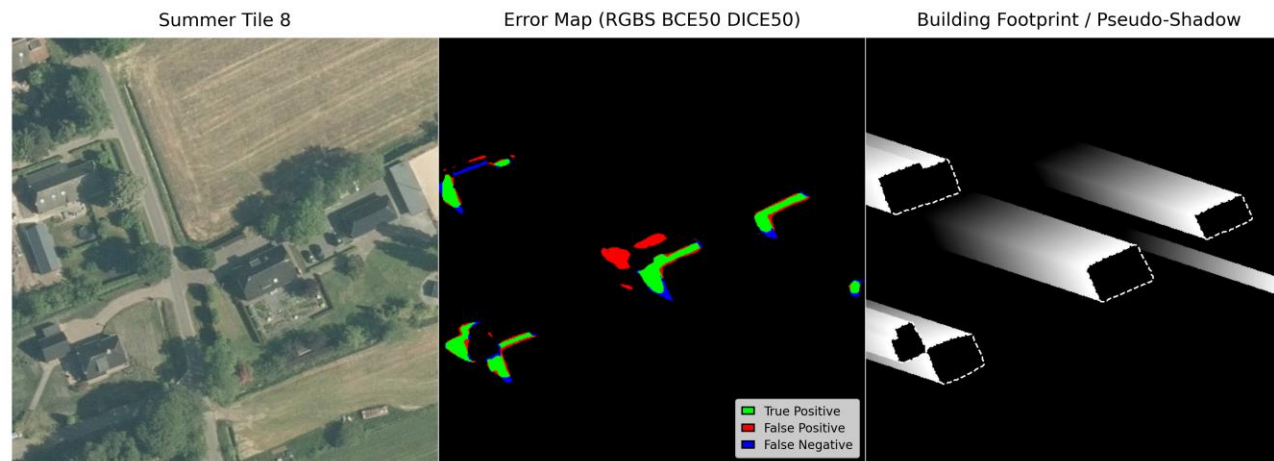 Summer Tile 8
Error Map (RGBS BCE50 DICE50)
Building Footprint / Pseudo-Shadow
True Positive
False Positive
False Negative